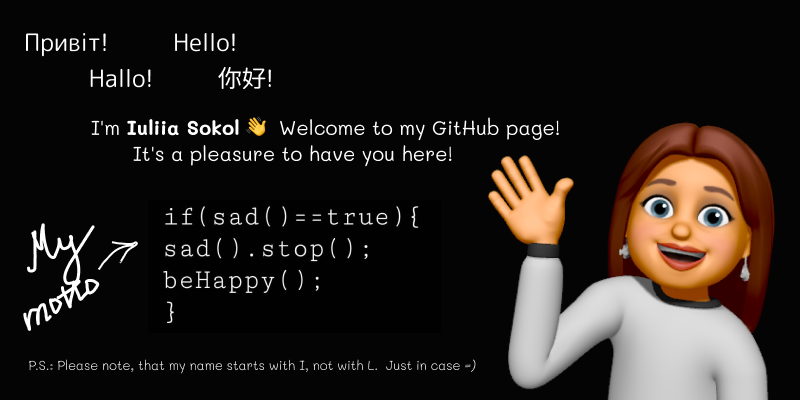 Привіт! Hello!
Hallo! 你好!
I'm Iuliia Sokol 👋 Welcome to my GitHub page!
It's a pleasure to have you here!
My
motto
if(sad()==true){
sad().stop();
beHappy();
}
P.S.: Please note, that my name starts with I, not with L. Just in case =)